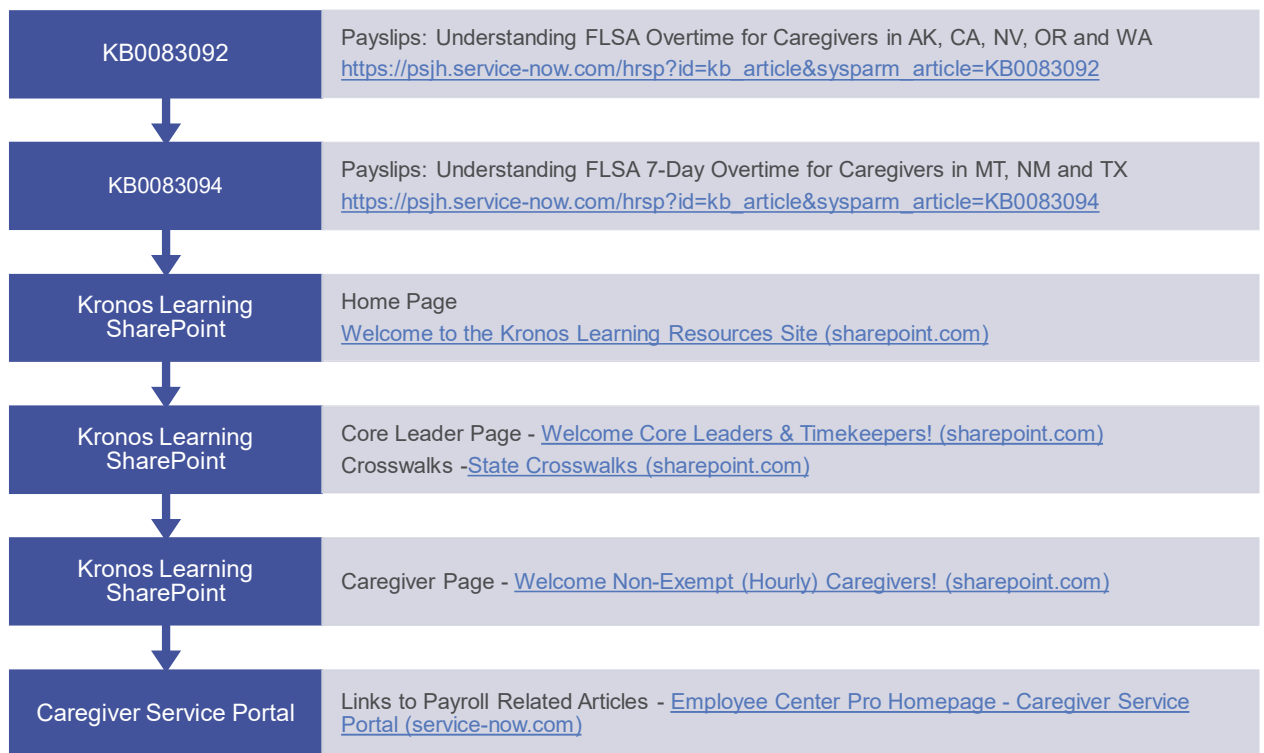 KB0083092
Payslips: Understanding FLSA Overtime for Caregivers in AK, CA, NV, OR and WA
https://psjh.service-now.com/hrsp?id=kb_article&sysparm_article=KB0083092
KB0083094
Payslips: Understanding FLSA 7-Day Overtime for Caregivers in MT, NM and TX
https://psjh.service-now.com/hrsp?id=kb_article&sysparm_article=KB0083094
Kronos Learning
SharePoint
Home Page
Welcome to the Kronos Learning Resources Site (sharepoint.com)
Kronos Learning
SharePoint
Core Leader Page - Welcome Core Leaders & Timekeepers! (sharepoint.com)
Crosswalks -State Crosswalks (sharepoint.com)
Kronos Learning
SharePoint
Caregiver Page - Welcome Non-Exempt (Hourly) Caregivers! (sharepoint.com)
Caregiver Service Portal
Links to Payroll Related Articles - Employee Center Pro Homepage - Caregiver Service
Portal (service-now.com)